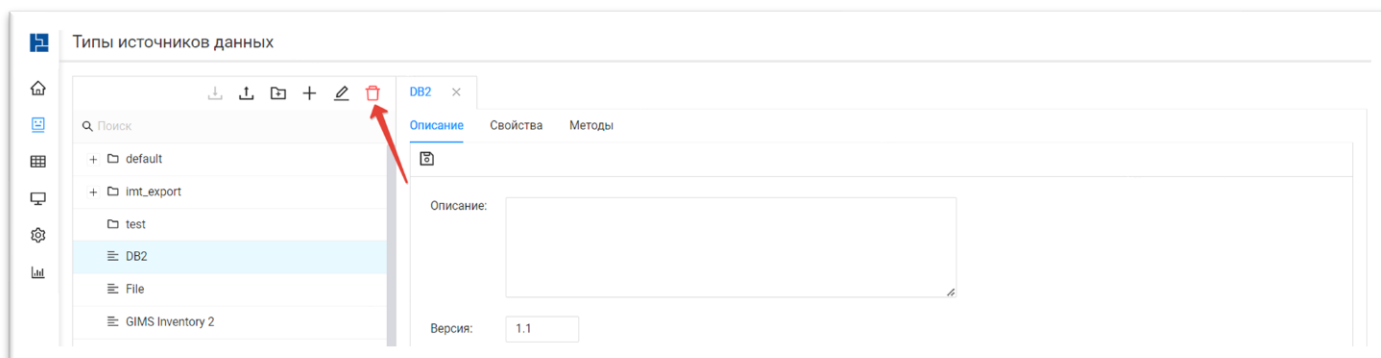 Типы источников данных
DB2
Поиск
Описание Свойства Методы
default
imt_export
test
DB2
File
GIMS Inventory 2
Описание:
Версия: 1.1